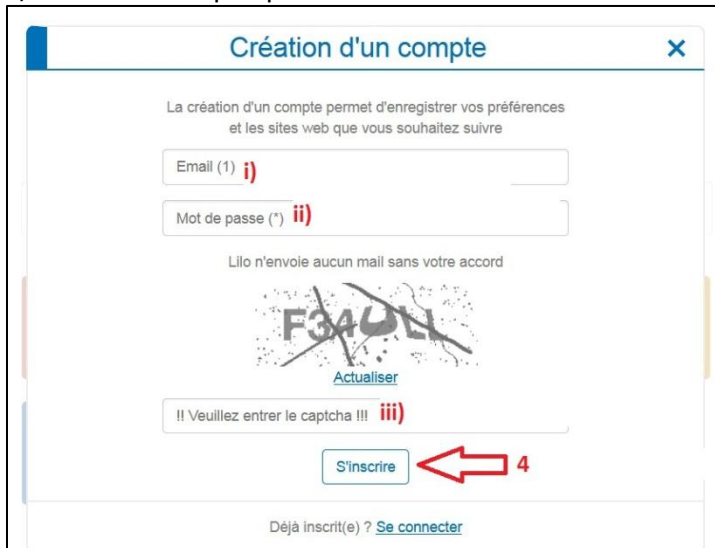 Création d'un compte
La création d'un compte permet d'enregistrer vos préférences
et les sites web que vous souhaitez suivre
Email (1) i)
Mot de passe (*) ii)
Lilo n'envoie aucun mail sans votre accord
Actualiser
!! Veuillez entrer le captcha !!! iii)
S'inscrire 4
Déjà inscrit(e) ? Se connecter